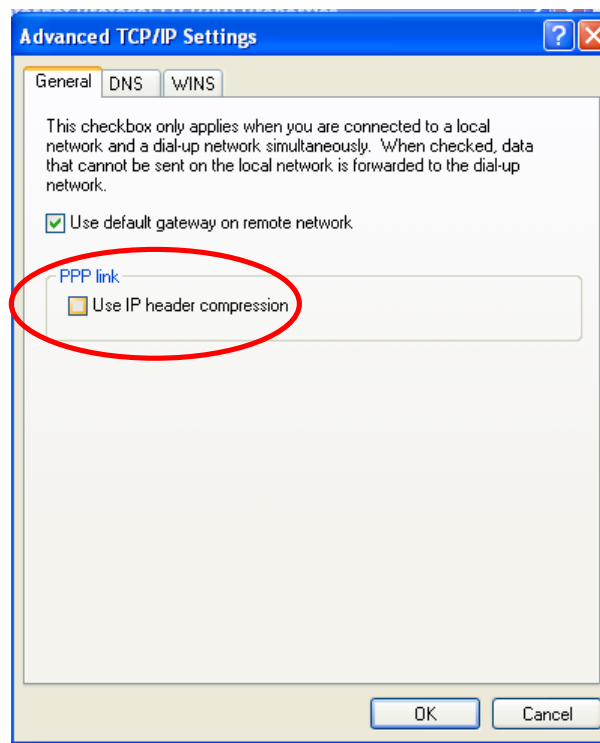 Advanced TCP/IP Settings
General DNS WINS
This checkbox only applies when you are connected to a local
network and a dial-up network simultaneously. When checked, data
that cannot be sent on the local network is forwarded to the dial-up
network.
Use default gateway on remote network
PPP link
Use IP header compression
OK Cancel